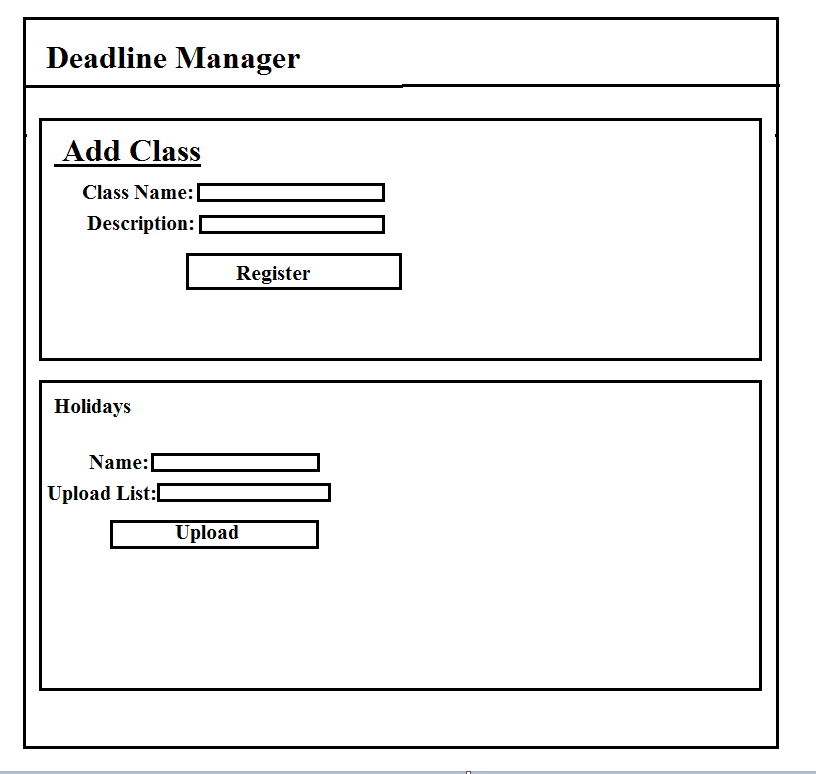 Deadline Manager
Add Class
Class Name:
Description:
Register
Holidays
Name:
Upload List:
Upload